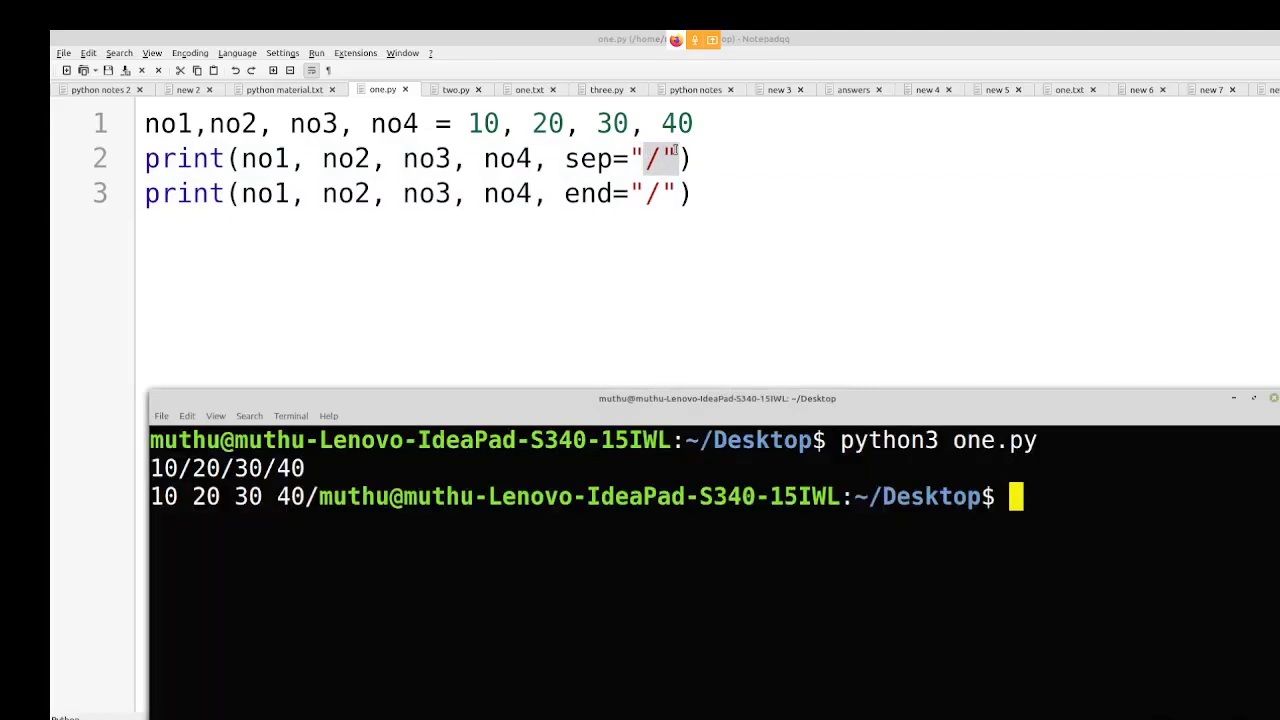 one.py (/home/ op) - Notepadqq
File Edit Search View Encoding Language Settings Run Extensions Window ?
python notes 2 new 2 python material.txt one.py two.py one.txt three.py python notes new 3 answers new 4 new 5 one.txt new 6 new 7
1 no1,no2, no3, no4 = 10, 20, 30, 40
2 print(no1, no2, no3, no4, sep="/")
3 print(no1, no2, no3, no4, end="/")
muthu@muthu-Lenovo-IdeaPad-S340-15IWL: ~/Desktop
File Edit View Search Terminal Help
muthu@muthu-Lenovo-IdeaPad-S340-15IWL:~/Desktop$ python3 one.py
10/20/30/40
10 20 30 40/muthu@muthu-Lenovo-IdeaPad-S340-15IWL:~/Desktop$